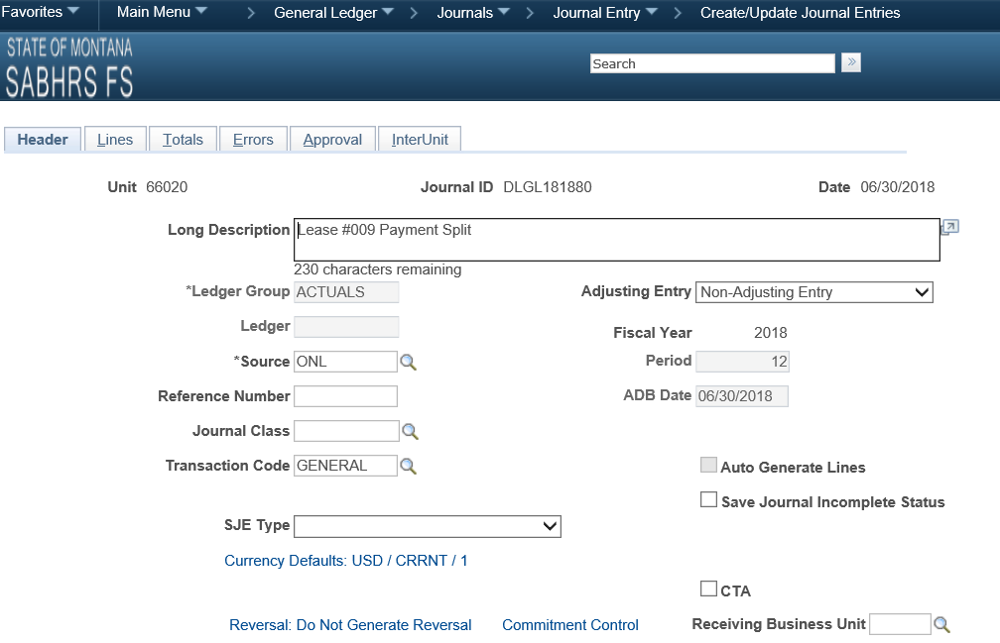 Favorites Main Menu > General Ledger > Journals > Journal Entry > Create/Update Journal Entries
STATE OF MONTANA
SABHRS FS
Search »
Header Lines Totals Errors Approval InterUnit
Unit 66020 Journal ID DLGL181880 Date 06/30/2018
Long Description Lease #009 Payment Split
230 characters remaining
*Ledger Group ACTUALS Adjusting Entry Non-Adjusting Entry
Ledger Fiscal Year 2018
*Source ONL Period 12
Reference Number ADB Date 06/30/2018
Journal Class
Transaction Code GENERAL Auto Generate Lines
Save Journal Incomplete Status
SJE Type
Currency Defaults: USD / CRRNT / 1
CTA
Reversal: Do Not Generate Reversal Commitment Control Receiving Business Unit